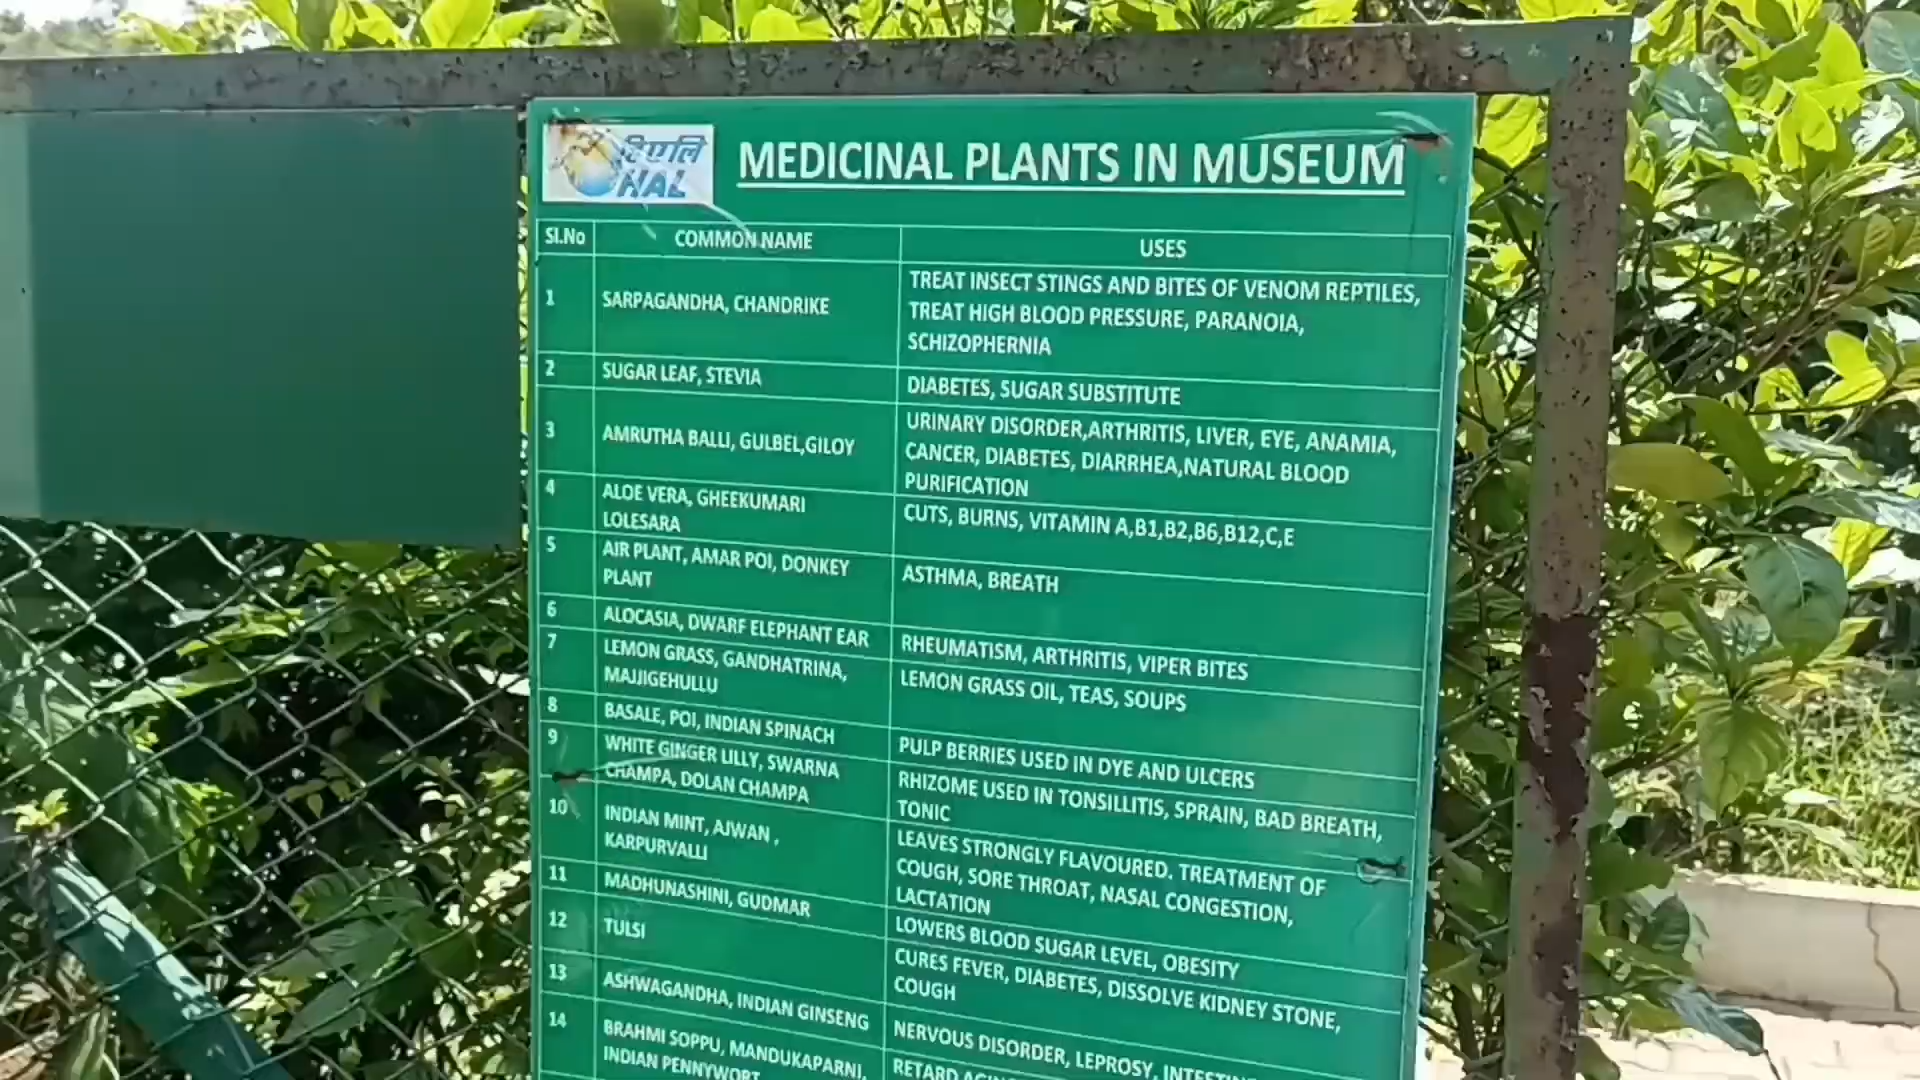 हिएलि
HAL
MEDICINAL PLANTS IN MUSEUM
Sl.No COMMON NAME USES
1 SARPAGANDHA, CHANDRIKE
TREAT INSECT STINGS AND BITES OF VENOM REPTILES,
TREAT HIGH BLOOD PRESSURE, PARANOIA,
SCHIZOPHERNIA
2 SUGAR LEAF, STEVIA
DIABETES, SUGAR SUBSTITUTE
3 AMRUTHA BALLI, GULBEL,GILOY
URINARY DISORDER,ARTHRITIS, LIVER, EYE, ANAMIA,
CANCER, DIABETES, DIARRHEA,NATURAL BLOOD
PURIFICATION
4 ALOE VERA, GHEEKUMARI
LOLESARA
CUTS, BURNS, VITAMIN A,B1,B2,B6,B12,C,E
5 AIR PLANT, AMAR POI, DONKEY
PLANT
ASTHMA, BREATH
6 ALOCASIA, DWARF ELEPHANT EAR
RHEUMATISM, ARTHRITIS, VIPER BITES
7 LEMON GRASS, GANDHATRINA,
MAJJIGEHULLU
LEMON GRASS OIL, TEAS, SOUPS
8 BASALE, POI, INDIAN SPINACH
PULP BERRIES USED IN DYE AND ULCERS
9 WHITE GINGER LILLY, SWARNA
CHAMPA, DOLAN CHAMPA
RHIZOME USED IN TONSILLITIS, SPRAIN, BAD BREATH,
TONIC
10 INDIAN MINT, AJWAN ,
KARPURVALLI
LEAVES STRONGLY FLAVOURED. TREATMENT OF
COUGH, SORE THROAT, NASAL CONGESTION,
LACTATION
11 MADHUNASHINI, GUDMAR
LOWERS BLOOD SUGAR LEVEL, OBESITY
12 TULSI
CURES FEVER, DIABETES, DISSOLVE KIDNEY STONE,
COUGH
13 ASHWAGANDHA, INDIAN GINSENG
NERVOUS DISORDER, LEPROSY,
14 BRAHMI SOPPU, MANDUKAPARNI,
INDIAN PENNYWORT
RETARD